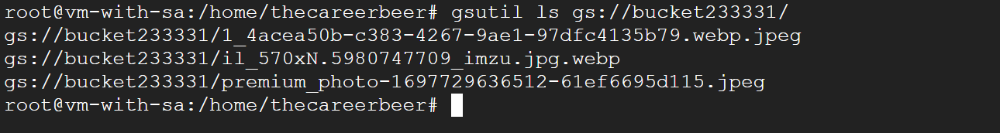 root@vm-with-sa:/home/thecareerbeer# gsutil ls gs://bucket233331/
gs://bucket233331/1_4acea50b-c383-4267-9ae1-97dfc4135b79.webp.jpeg
gs://bucket233331/il_570xN.5980747709_imzu.jpg.webp
gs://bucket233331/premium_photo-1697729636512-61ef6695d115.jpeg
root@vm-with-sa:/home/thecareerbeer#